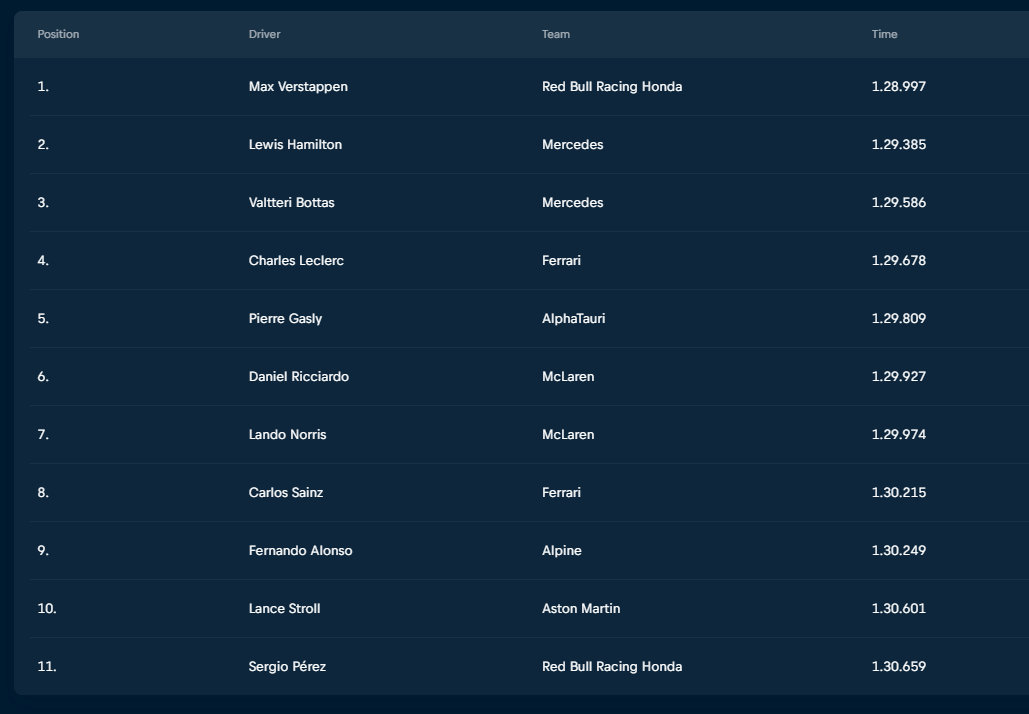 Position Driver Team Time
1. Max Verstappen Red Bull Racing Honda 1.28.997
2. Lewis Hamilton Mercedes 1.29.385
3. Valtteri Bottas Mercedes 1.29.586
4. Charles Leclerc Ferrari 1.29.678
5. Pierre Gasly AlphaTauri 1.29.809
6. Daniel Ricciardo McLaren 1.29.927
7. Lando Norris McLaren 1.29.974
8. Carlos Sainz Ferrari 1.30.215
9. Fernando Alonso Alpine 1.30.249
10. Lance Stroll Aston Martin 1.30.601
11. Sergio Pérez Red Bull Racing Honda 1.30.659